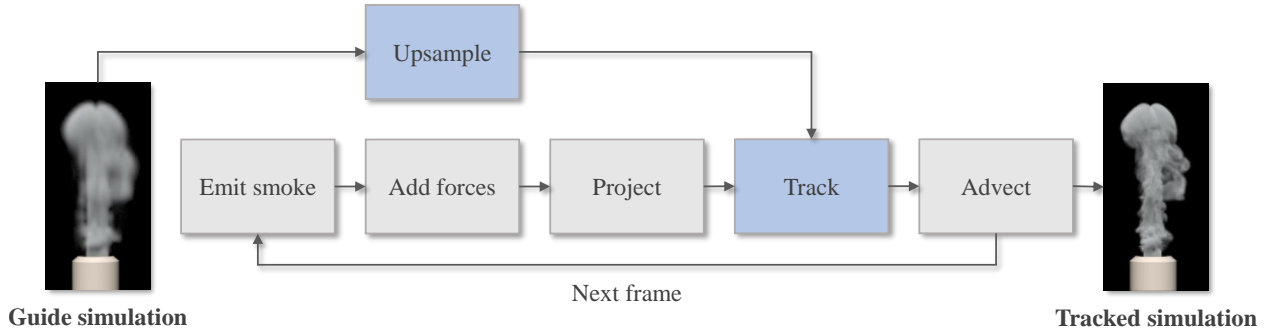 Upsample
Emit smoke
Add forces
Project
Track
Advect
Next frame
Guide simulation
Tracked simulation